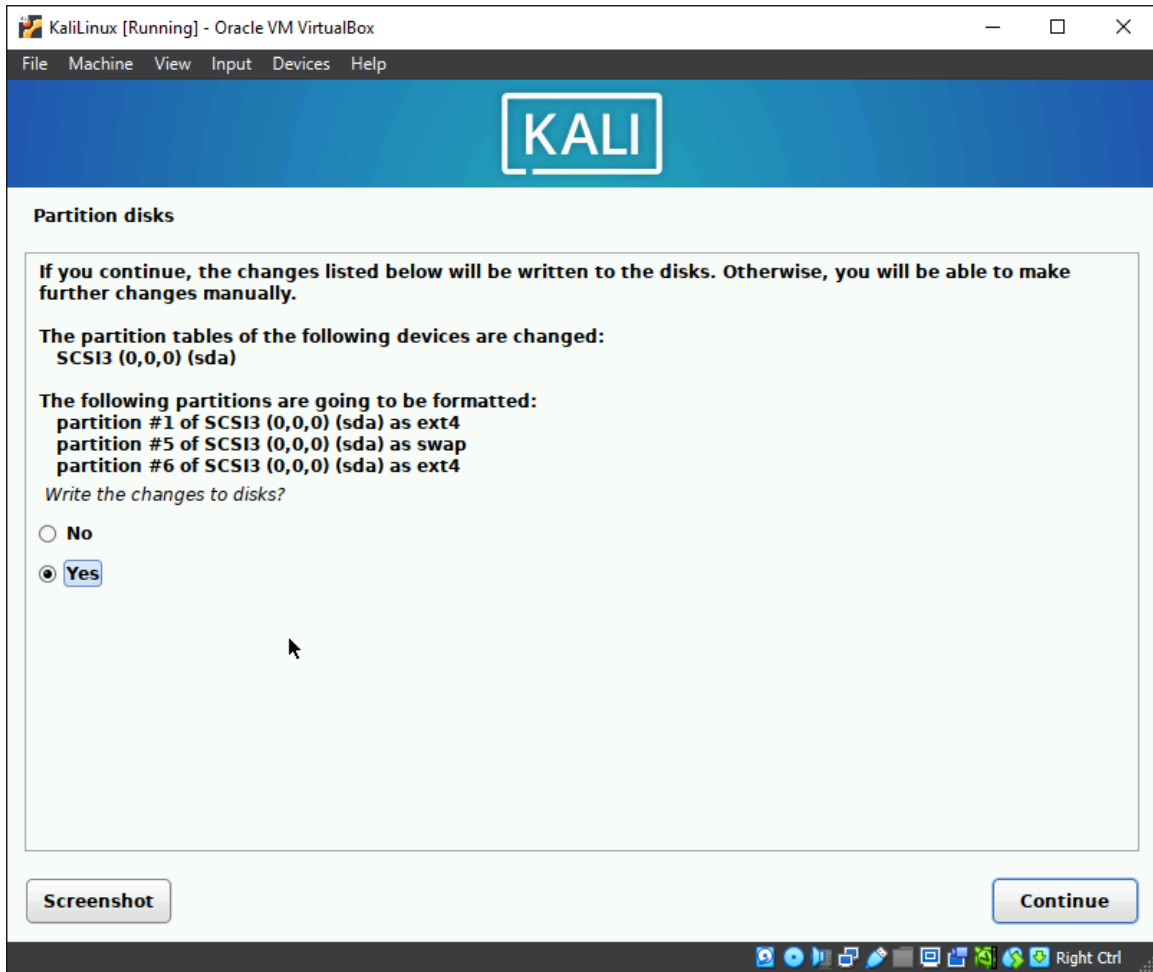 KaliLinux [Running] - Oracle VM VirtualBox
File Machine View Input Devices Help
KALI
Partition disks
If you continue, the changes listed below will be written to the disks. Otherwise, you will be able to make
further changes manually.
The partition tables of the following devices are changed:
SCSI3 (0,0,0) (sda)
The following partitions are going to be formatted:
partition #1 of SCSI3 (0,0,0) (sda) as ext4
partition #5 of SCSI3 (0,0,0) (sda) as swap
partition #6 of SCSI3 (0,0,0) (sda) as ext4
Write the changes to disks?
No
Yes
Screenshot
Continue
Right Ctrl